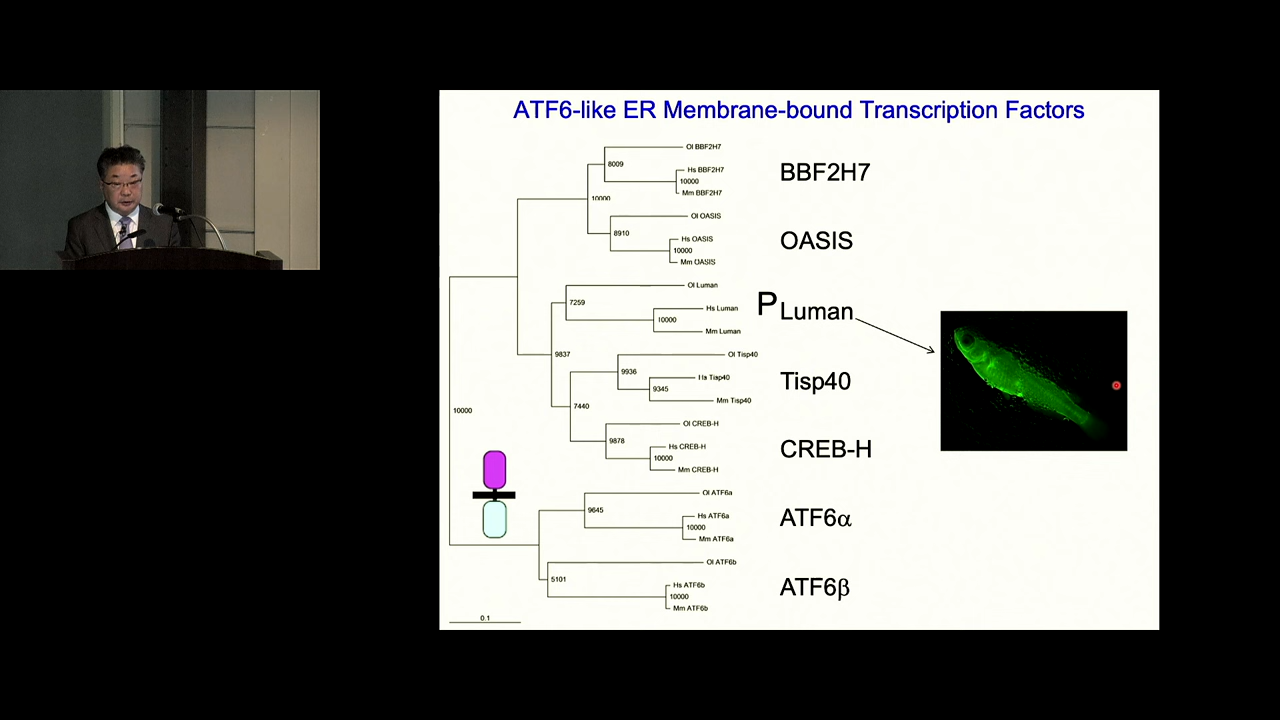 ATF6-like ER Membrane-bound Transcription Factors
Ol BBF2H7
8009
Hs BBF2H7
10000
Mm BBF2H7
BBF2H7
10000
Ol OASIS
8910
Hs OASIS
10000
Mm OASIS
OASIS
Ol Luman
7259
Hs Luman
10000
Mm Luman
P Luman
9837
Ol Tisp40
9936
Hs Tisp40
9345
Mm Tisp40
Tisp40
7440
10000
Ol CREB-H
9878
Hs CREB-H
10000
Mm CREB-H
CREB-H
Ol ATF6a
9645
Hs ATF6a
10000
Mm ATF6a
ATF6α
Ol ATF6b
5101
Hs ATF6b
10000
Mm ATF6b
ATF6β
0.1